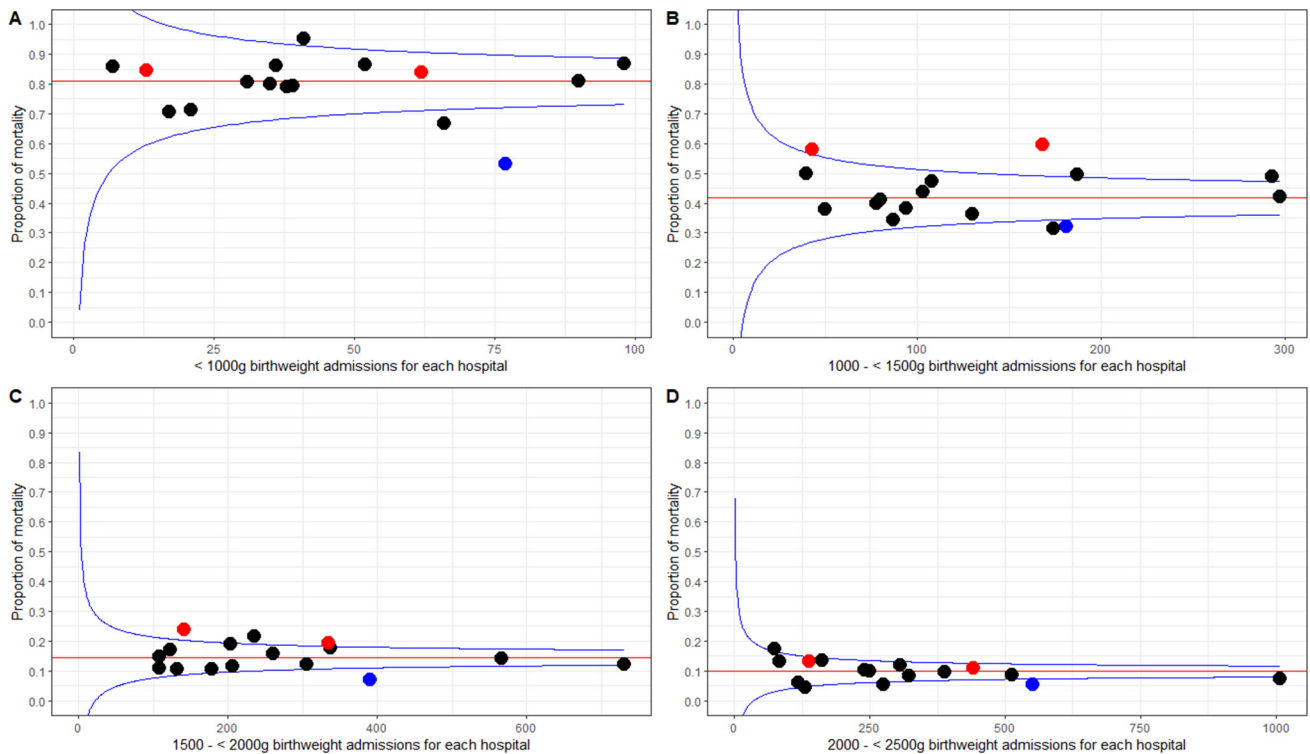 A
Proportion of mortality
1.0
0.9
0.8
0.7
0.6
0.5
0.4
0.3
0.2
0.1
0.0
0 25 50 75 100
< 1000g birthweight admissions for each hospital
B
Proportion of mortality
1.0
0.9
0.8
0.7
0.6
0.5
0.4
0.3
0.2
0.1
0.0
0 100 200 300
1000 - < 1500g birthweight admissions for each hospital
C
Proportion of mortality
1.0
0.9
0.8
0.7
0.6
0.5
0.4
0.3
0.2
0.1
0.0
0 200 400 600
1500 - < 2000g birthweight admissions for each hospital
D
Proportion of mortality
1.0
0.9
0.8
0.7
0.6
0.5
0.4
0.3
0.2
0.1
0.0
0 250 500 750 1000
2000 - < 2500g birthweight admissions for each hospital